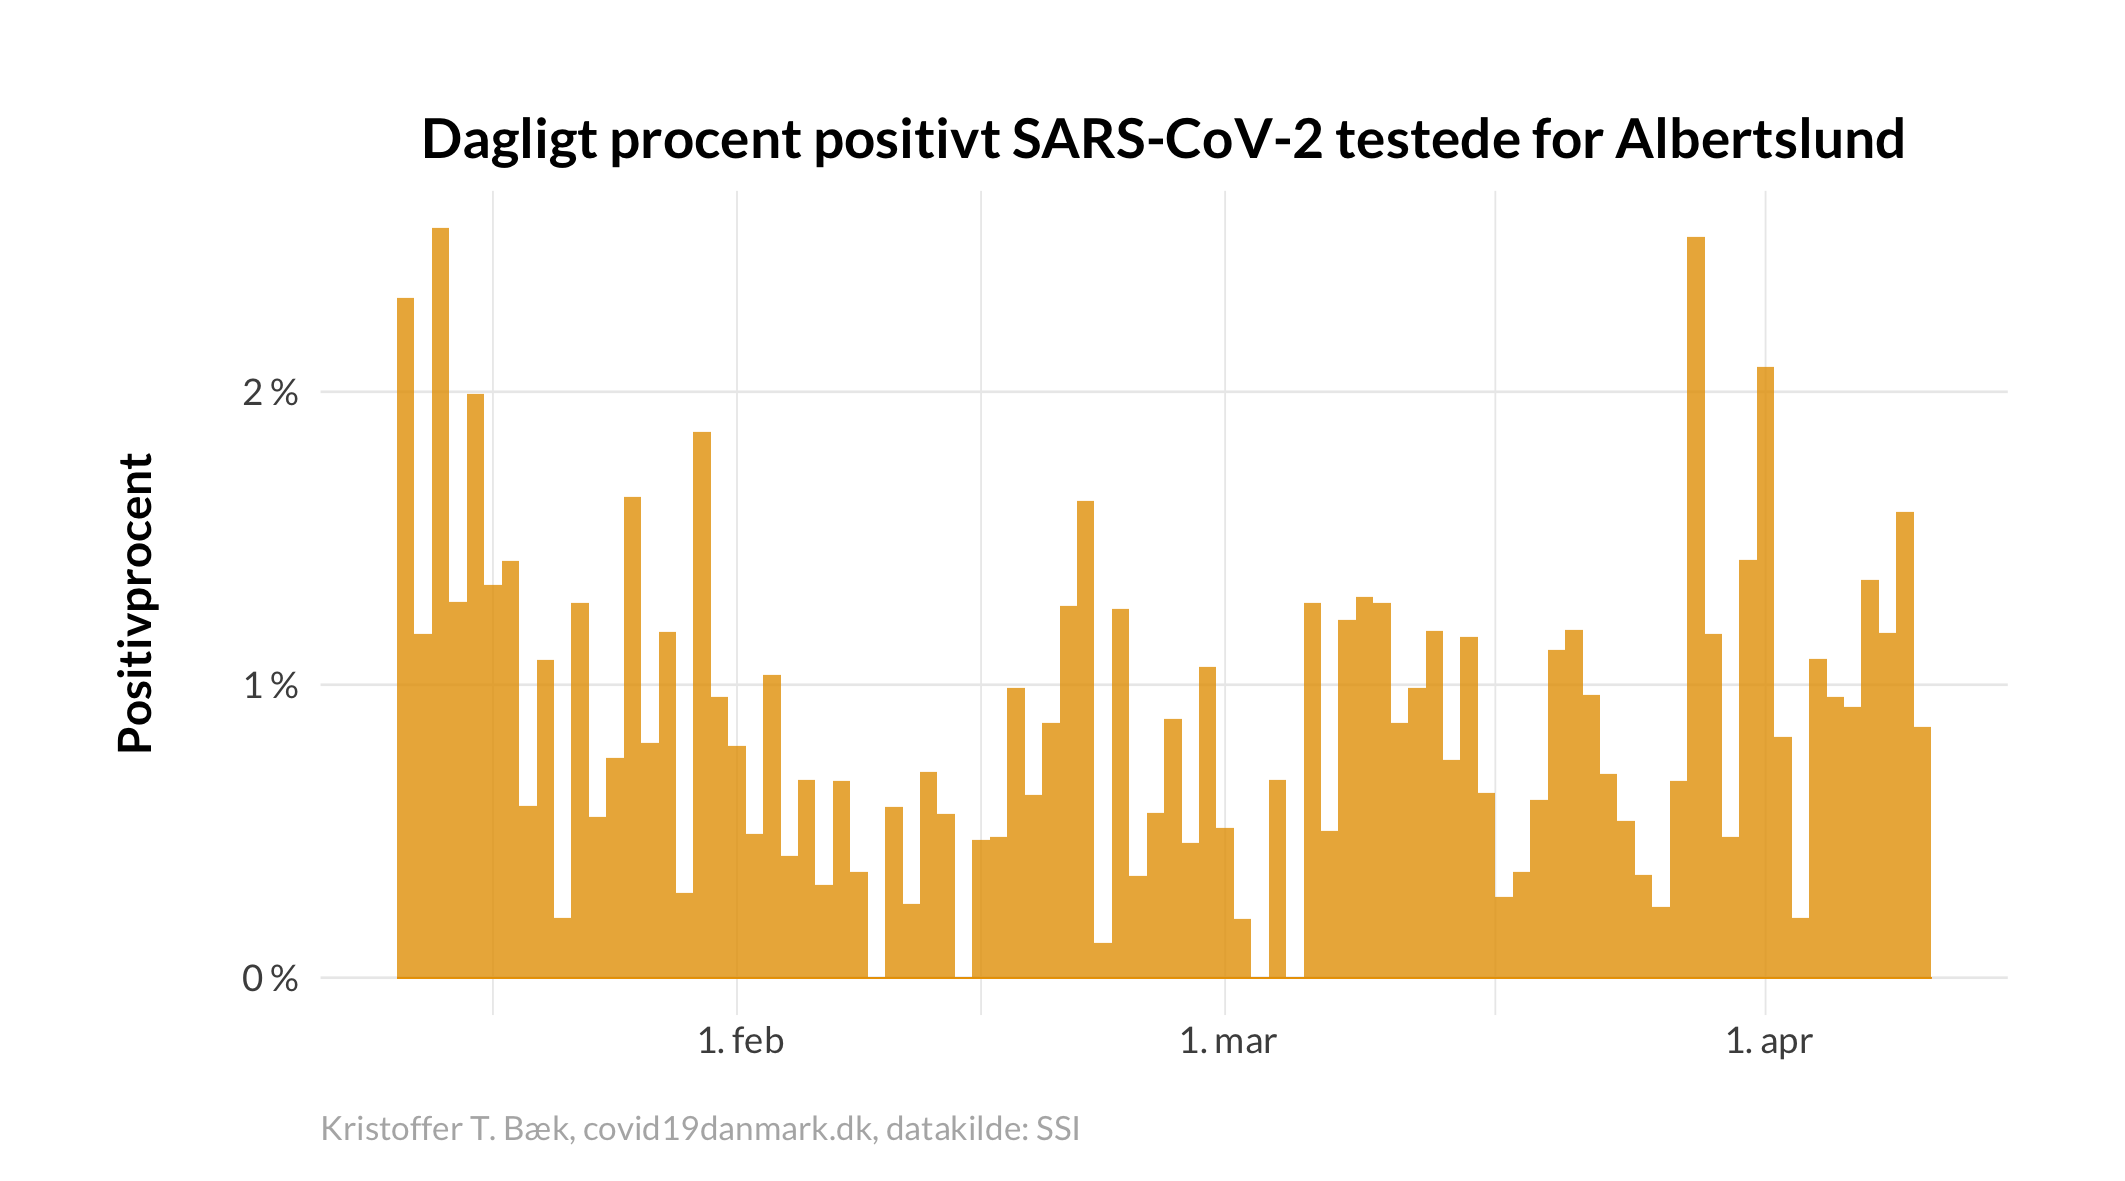 Dagligt procent positivt SARS-CoV-2 testede for Albertslund
Positivprocent
2 %
1 %
0 %
1. feb
1. mar
1. apr
Kristoffer T. Bæk, covid19danmark.dk, datakilde: SSI